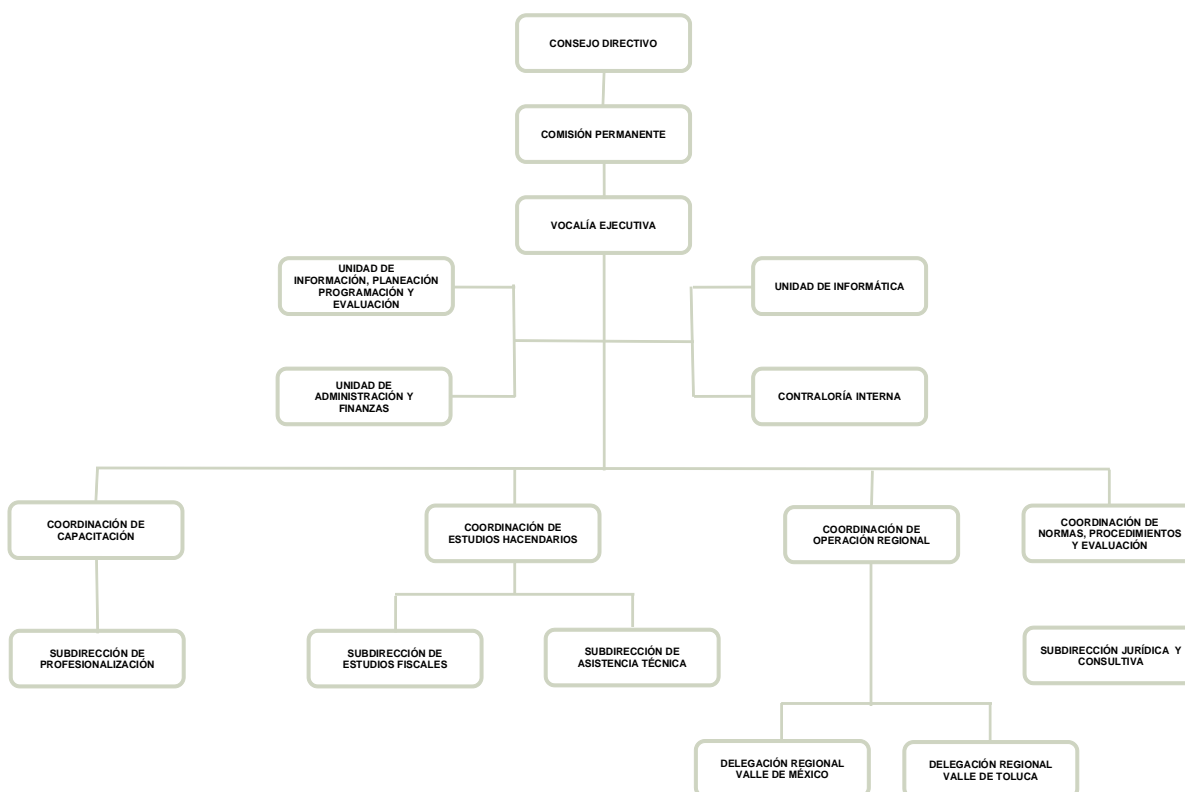 CONSEJO DIRECTIVO
COMISIÓN PERMANENTE
VOCALÍA EJECUTIVA
UNIDAD DE
INFORMACIÓN, PLANEACIÓN
PROGRAMACIÓN Y
EVALUACIÓN
UNIDAD DE INFORMÁTICA
UNIDAD DE
ADMINISTRACIÓN Y
FINANZAS
CONTRALORÍA INTERNA
COORDINACIÓN DE
CAPACITACIÓN
COORDINACIÓN DE
ESTUDIOS HACENDARIOS
COORDINACIÓN DE
OPERACIÓN REGIONAL
COORDINACIÓN DE
NORMAS, PROCEDIMIENTOS
Y EVALUACIÓN
SUBDIRECCIÓN DE
PROFESIONALIZACIÓN
SUBDIRECCIÓN DE
ESTUDIOS FISCALES
SUBDIRECCIÓN DE
ASISTENCIA TÉCNICA
SUBDIRECCIÓN JURÍDICA Y
CONSULTIVA
DELEGACIÓN REGIONAL
VALLE DE MÉXICO
DELEGACIÓN REGIONAL
VALLE DE TOLUCA